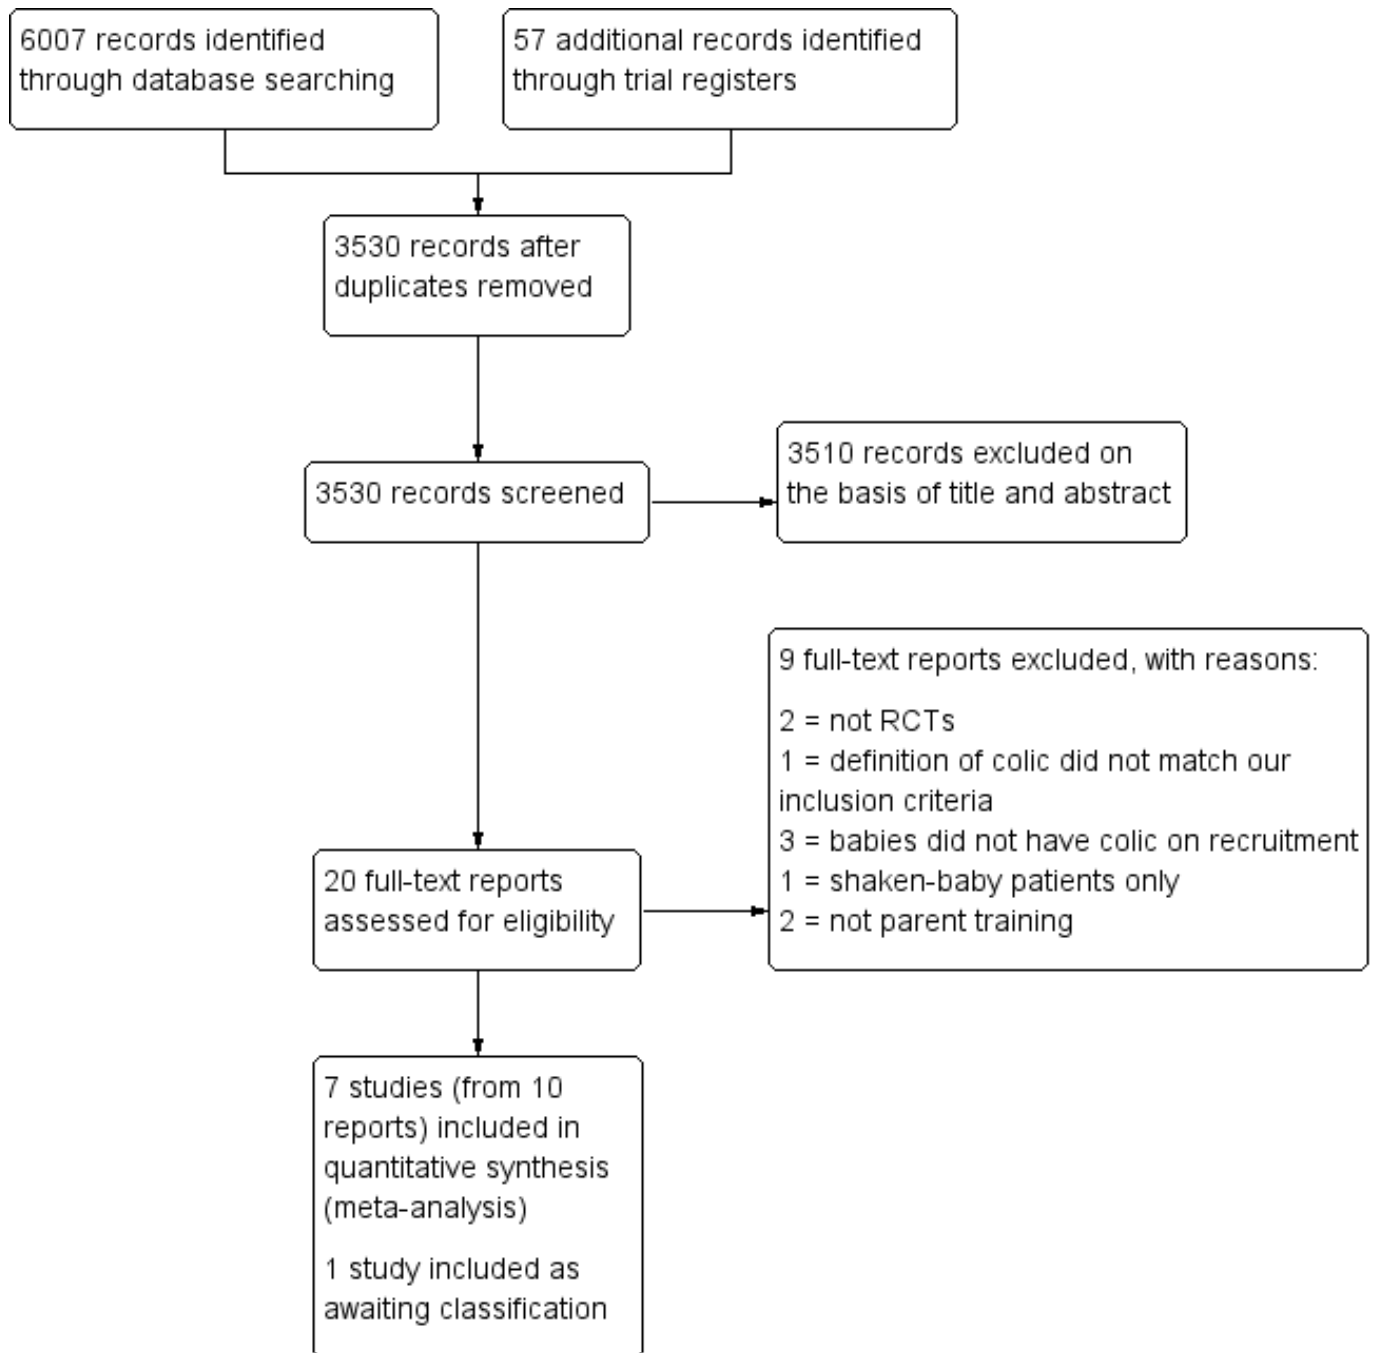 6007 records identified
through database searching
57 additional records identified
through trial registers
3530 records after
duplicates removed
3530 records screened
3510 records excluded on
the basis of title and abstract
20 full-text reports
assessed for eligibility
9 full-text reports excluded, with reasons:
2 = not RCTs
1 = definition of colic did not match our
inclusion criteria
3 = babies did not have colic on recruitment
1 = shaken-baby patients only
2 = not parent training
7 studies (from 10
reports) included in
quantitative synthesis
(meta-analysis)
1 study included as
awaiting classification